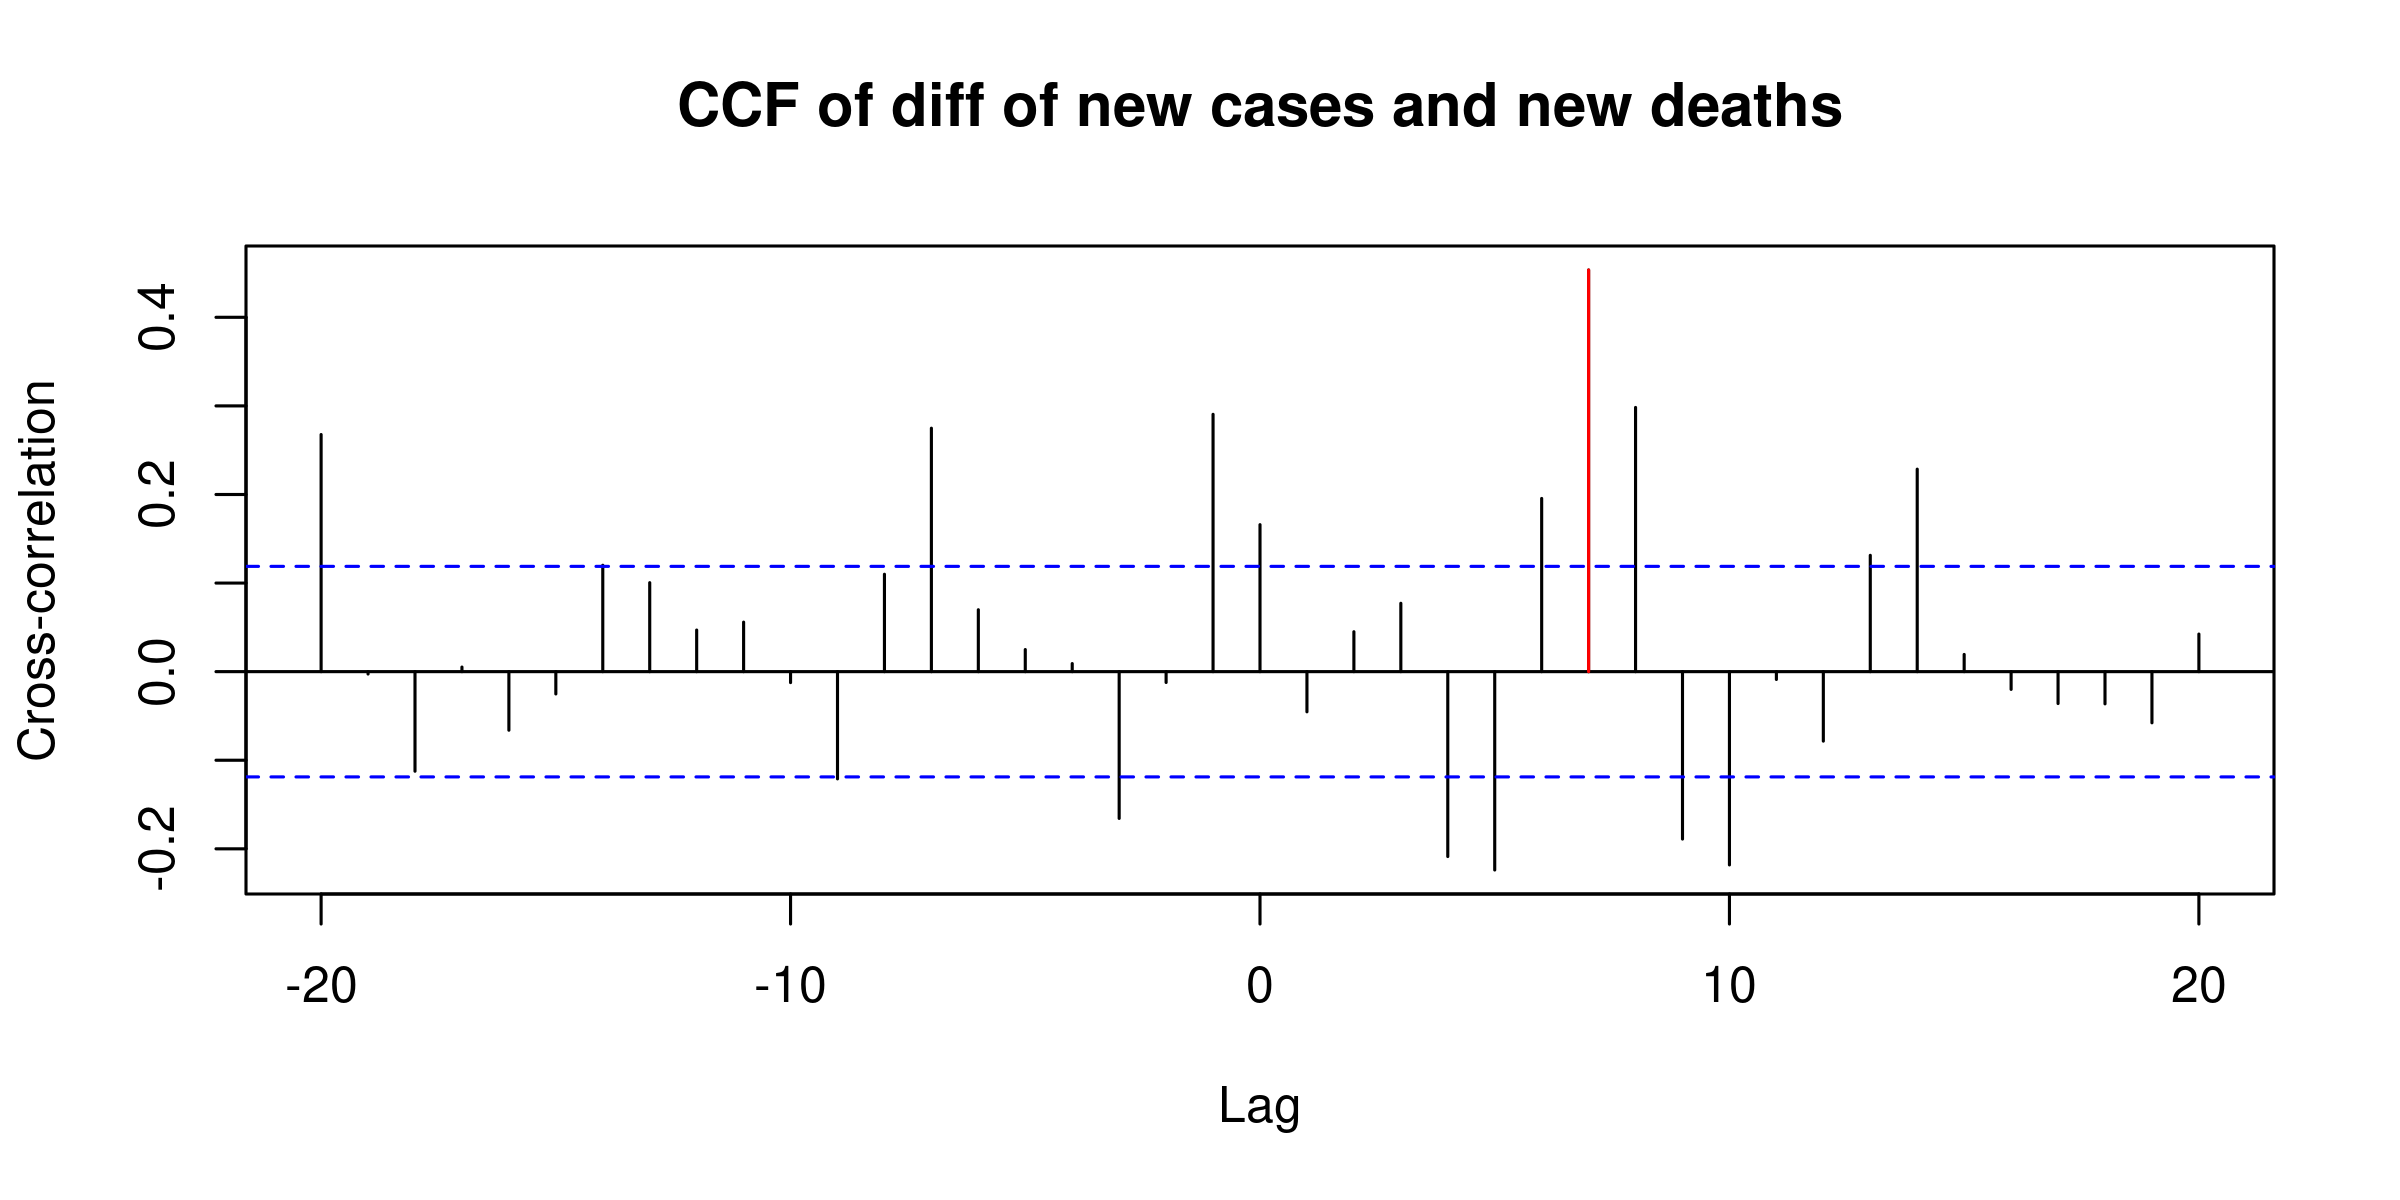 CCF of diff of new cases and new deaths
Cross-correlation
0.4
0.2
0.0
-0.2
-20 -10 0 10 20
Lag